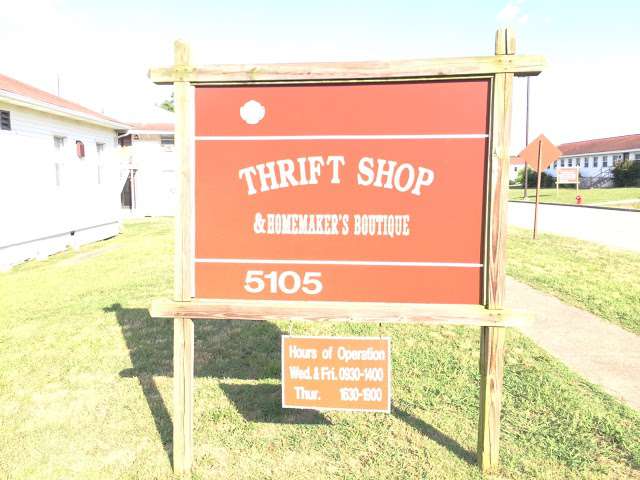 THRIFT SHOP
& HOMEMAKER'S BOUTIQUE
5105
Hours of Operation
Wed. & Fri. 0930-1400
Thur. 1630-1900